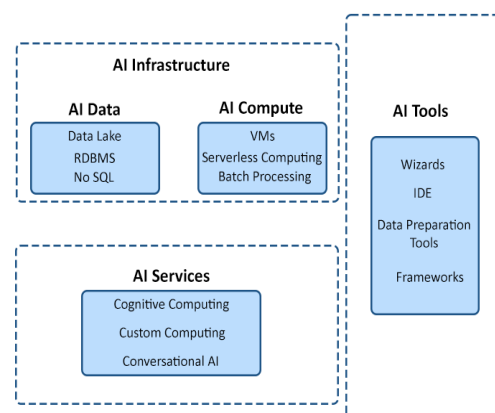 AI Infrastructure
AI Data
Data Lake
RDBMS
No SQL
AI Compute
VMs
Serverless Computing
Batch Processing
AI Services
Cognitive Computing
Custom Computing
Conversational AI
AI Tools
Wizards
IDE
Data Preparation
Tools
Frameworks